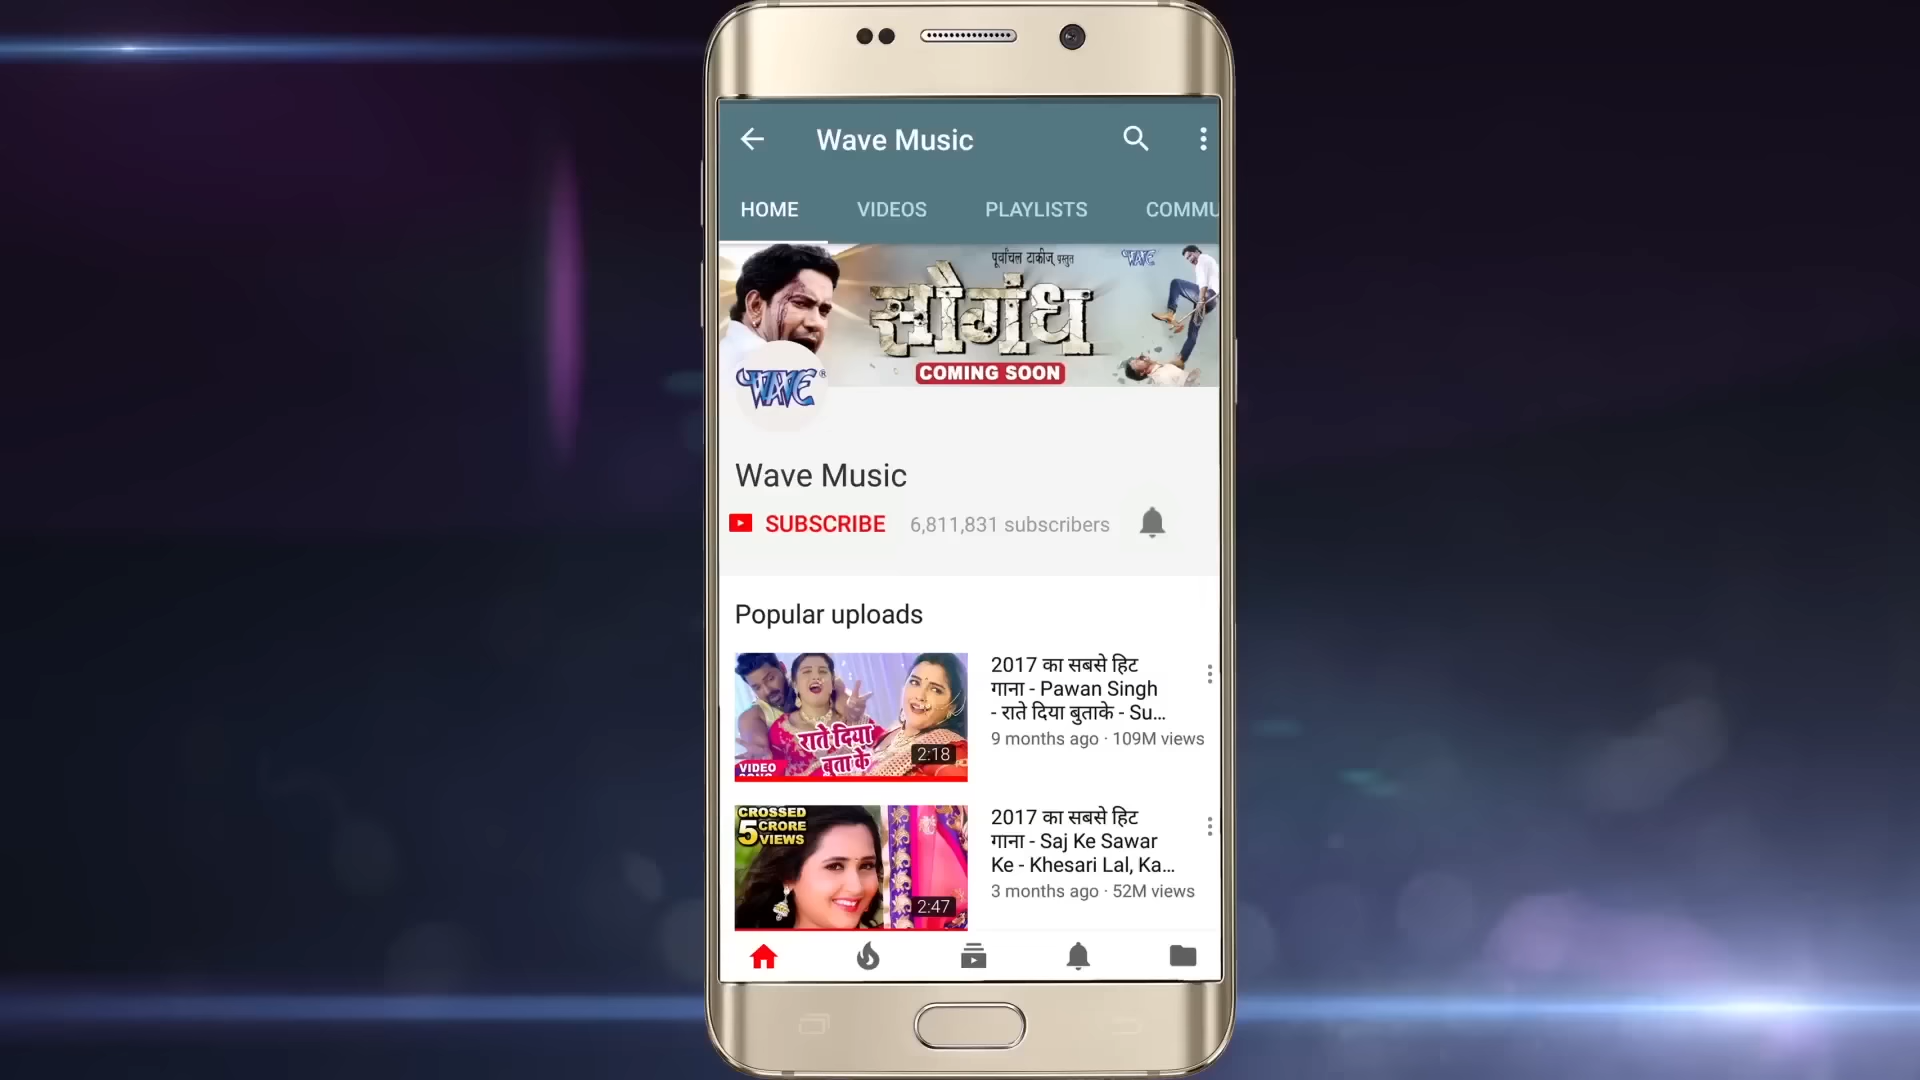 Wave Music
HOME VIDEOS PLAYLISTS COMMU
पूर्वांचल टाकीज् प्रस्तुत
WAVE
सौगंध
COMING SOON
WAVE®
Wave Music
SUBSCRIBE 6,811,831 subscribers
Popular uploads
राते दिया
बुता के
VIDEO
2:18
2017 का सबसे हिट
गाना - Pawan Singh
- राते दिया बुताके - Su...
9 months ago · 109M views
CROSSED
5 CRORE
VIEWS
2:47
2017 का सबसे हिट
गाना - Saj Ke Sawar
Ke - Khesari Lal, Ka...
3 months ago · 52M views